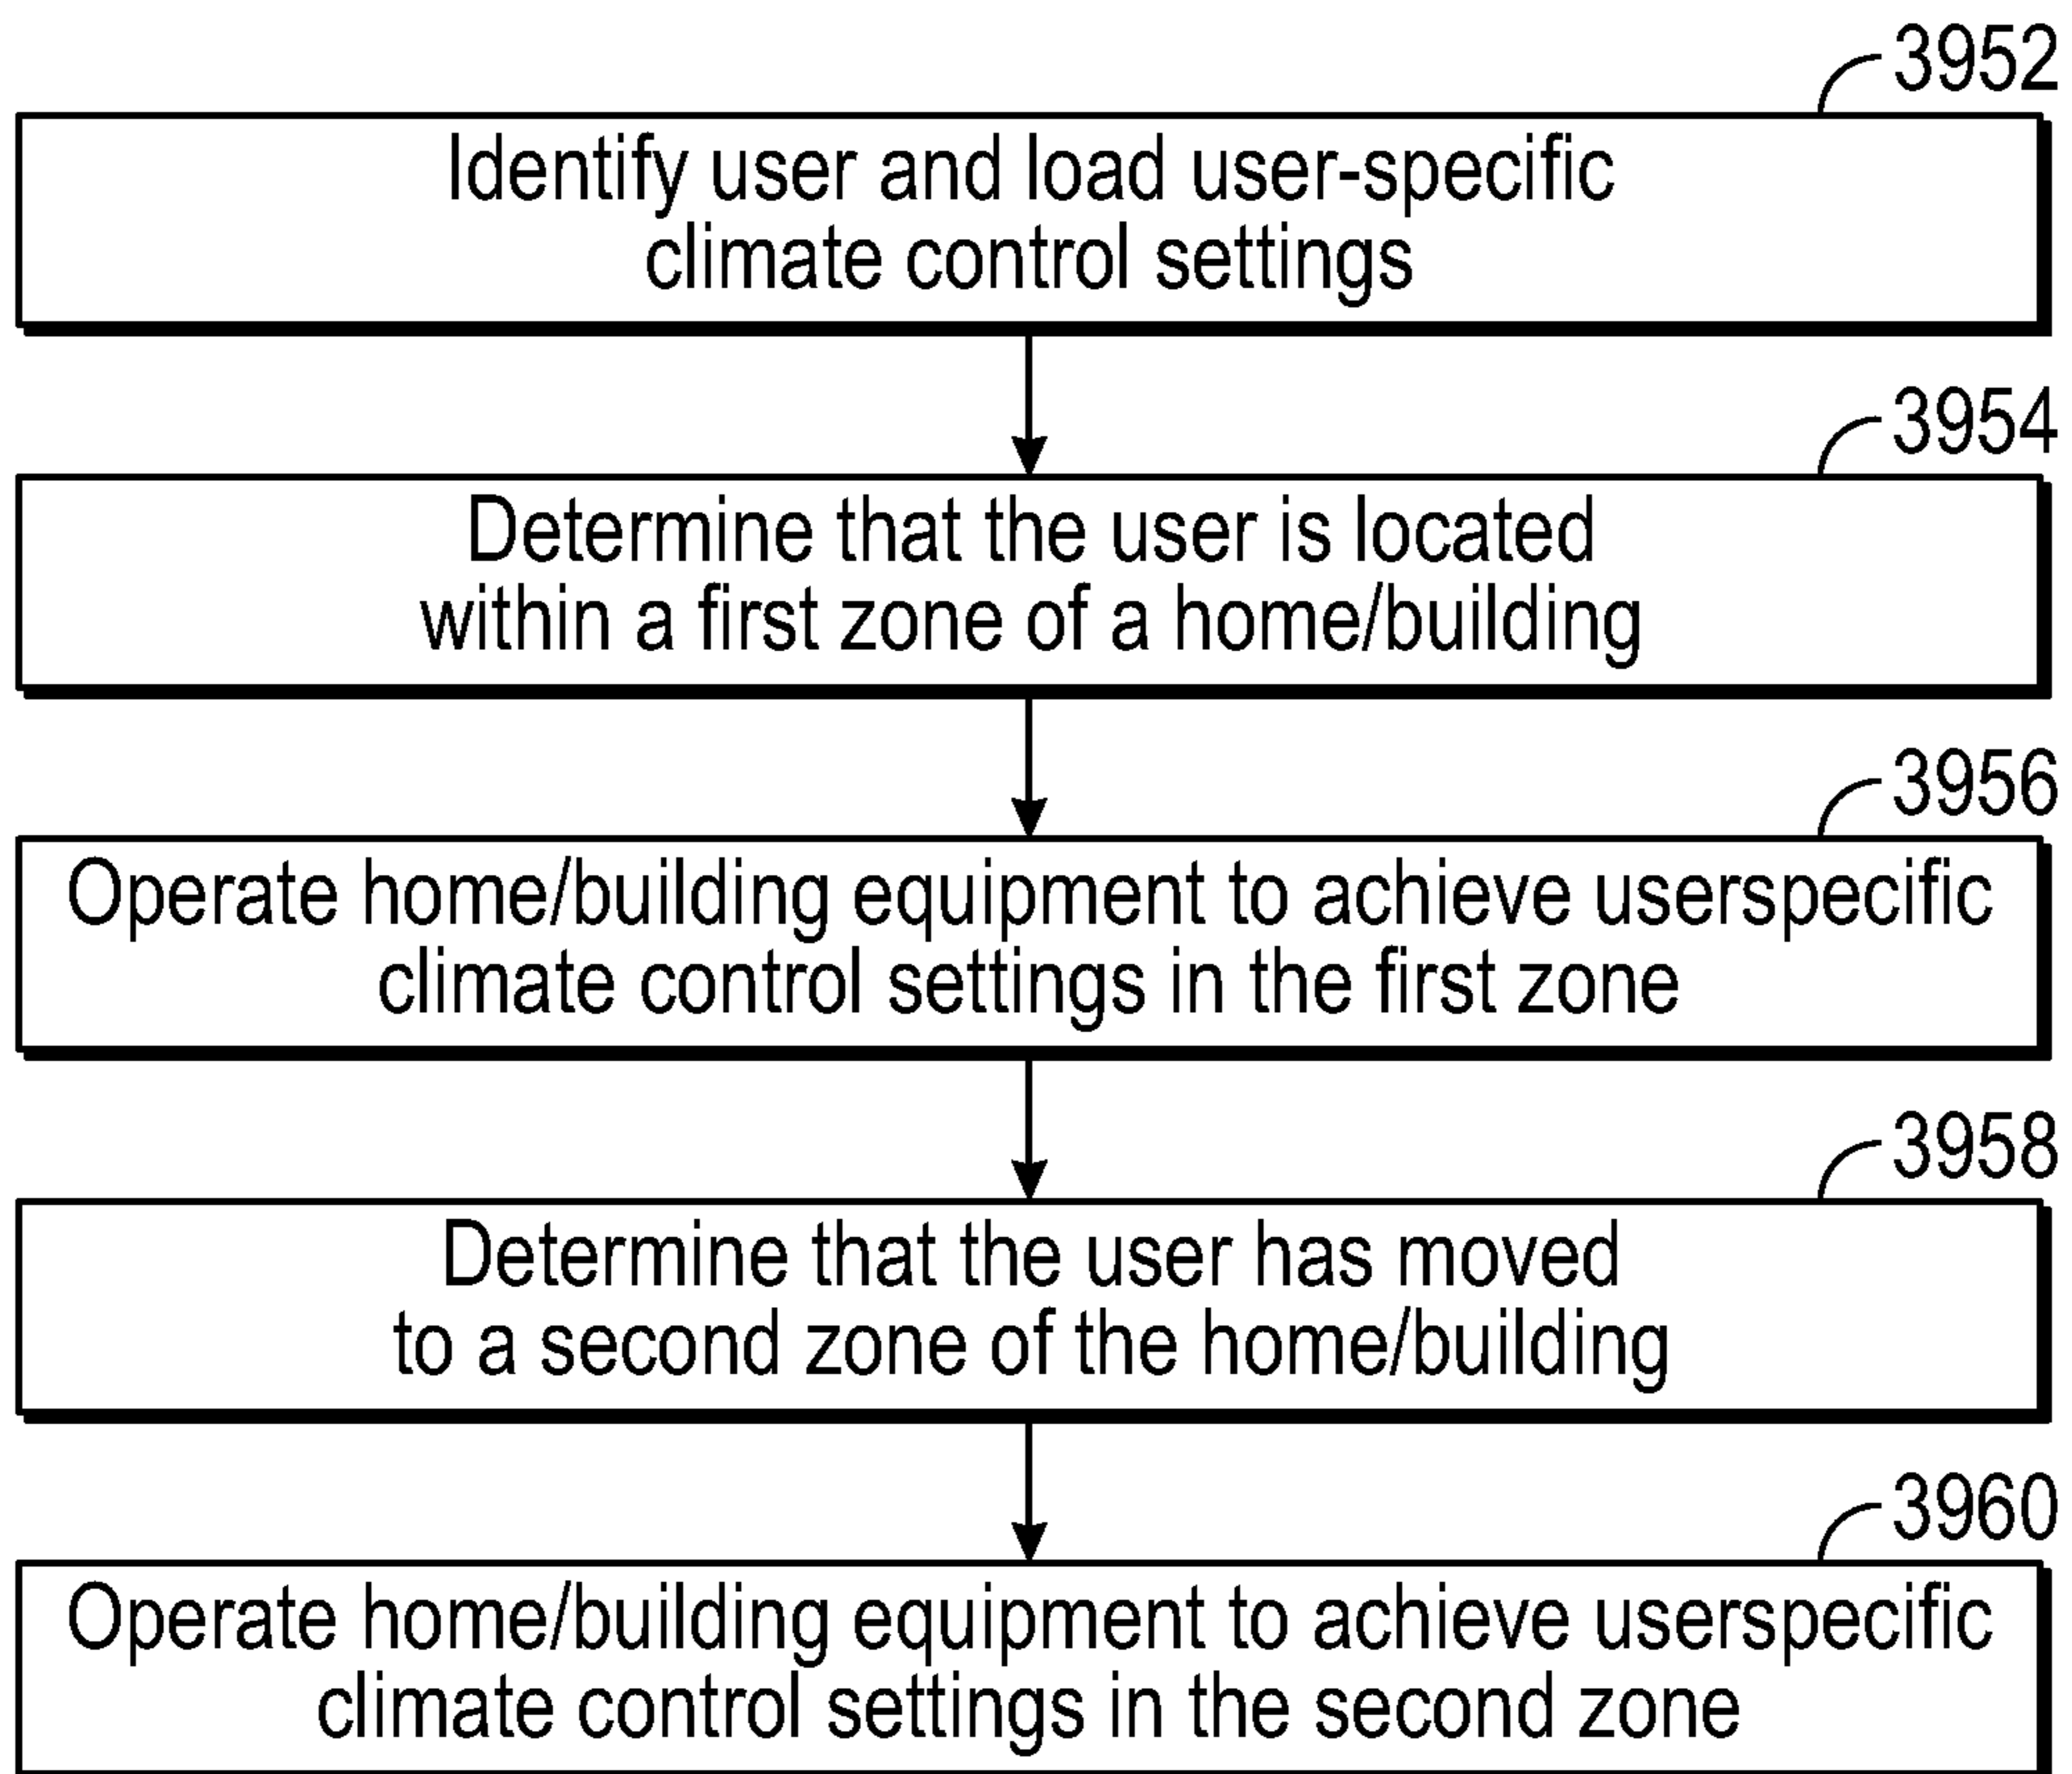 3952
Identify user and load user-specific
climate control settings
3954
Determine that the user is located
within a first zone of a home/building
3956
Operate home/building equipment to achieve userspecific
climate control settings in the first zone
3958
Determine that the user has moved
to a second zone of the home/building
3960
Operate home/building equipment to achieve userspecific
climate control settings in the second zone